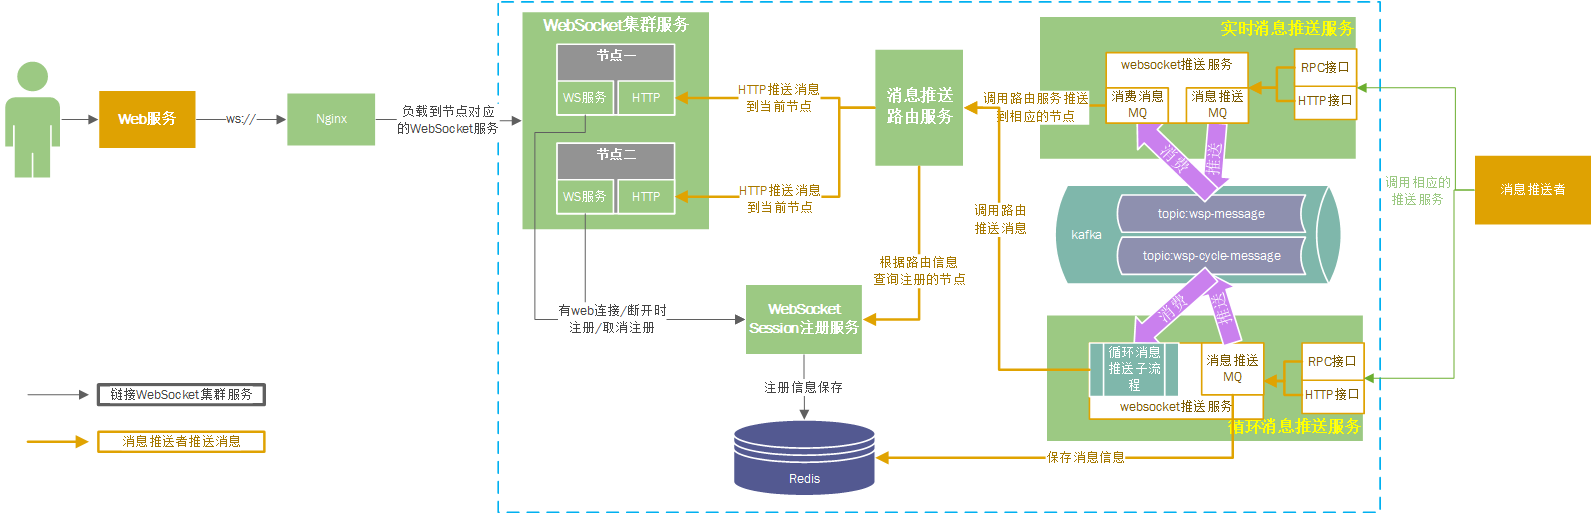 Web服务
ws://
Nginx
负载到节点对应
的WebSocket服务
WebSocket集群服务
节点一
WS服务
HTTP
节点二
WS服务
HTTP
HTTP推送消息
到当前节点
HTTP推送消息
到当前节点
消息推送
路由服务
根据路由信息
查询注册的节点
有web连接/断开时
注册/取消注册
WebSocket
Session注册服务
注册信息保存
Redis
调用路由服务推送
到相应的节点
调用路由
推送消息
实时消息推送服务
websocket推送服务
消费消息
MQ
消息推送
MQ
RPC接口
HTTP接口
消费
推送
kafka
topic:wsp-message
topic:wsp-cycle-message
消费
推送
循环消息
推送子流
程
消息推送
MQ
websocket推送服务
RPC接口
HTTP接口
循环消息推送服务
保存消息信息
调用相应的
推送服务
消息推送者
链接WebSocket集群服务
消息推送者推送消息